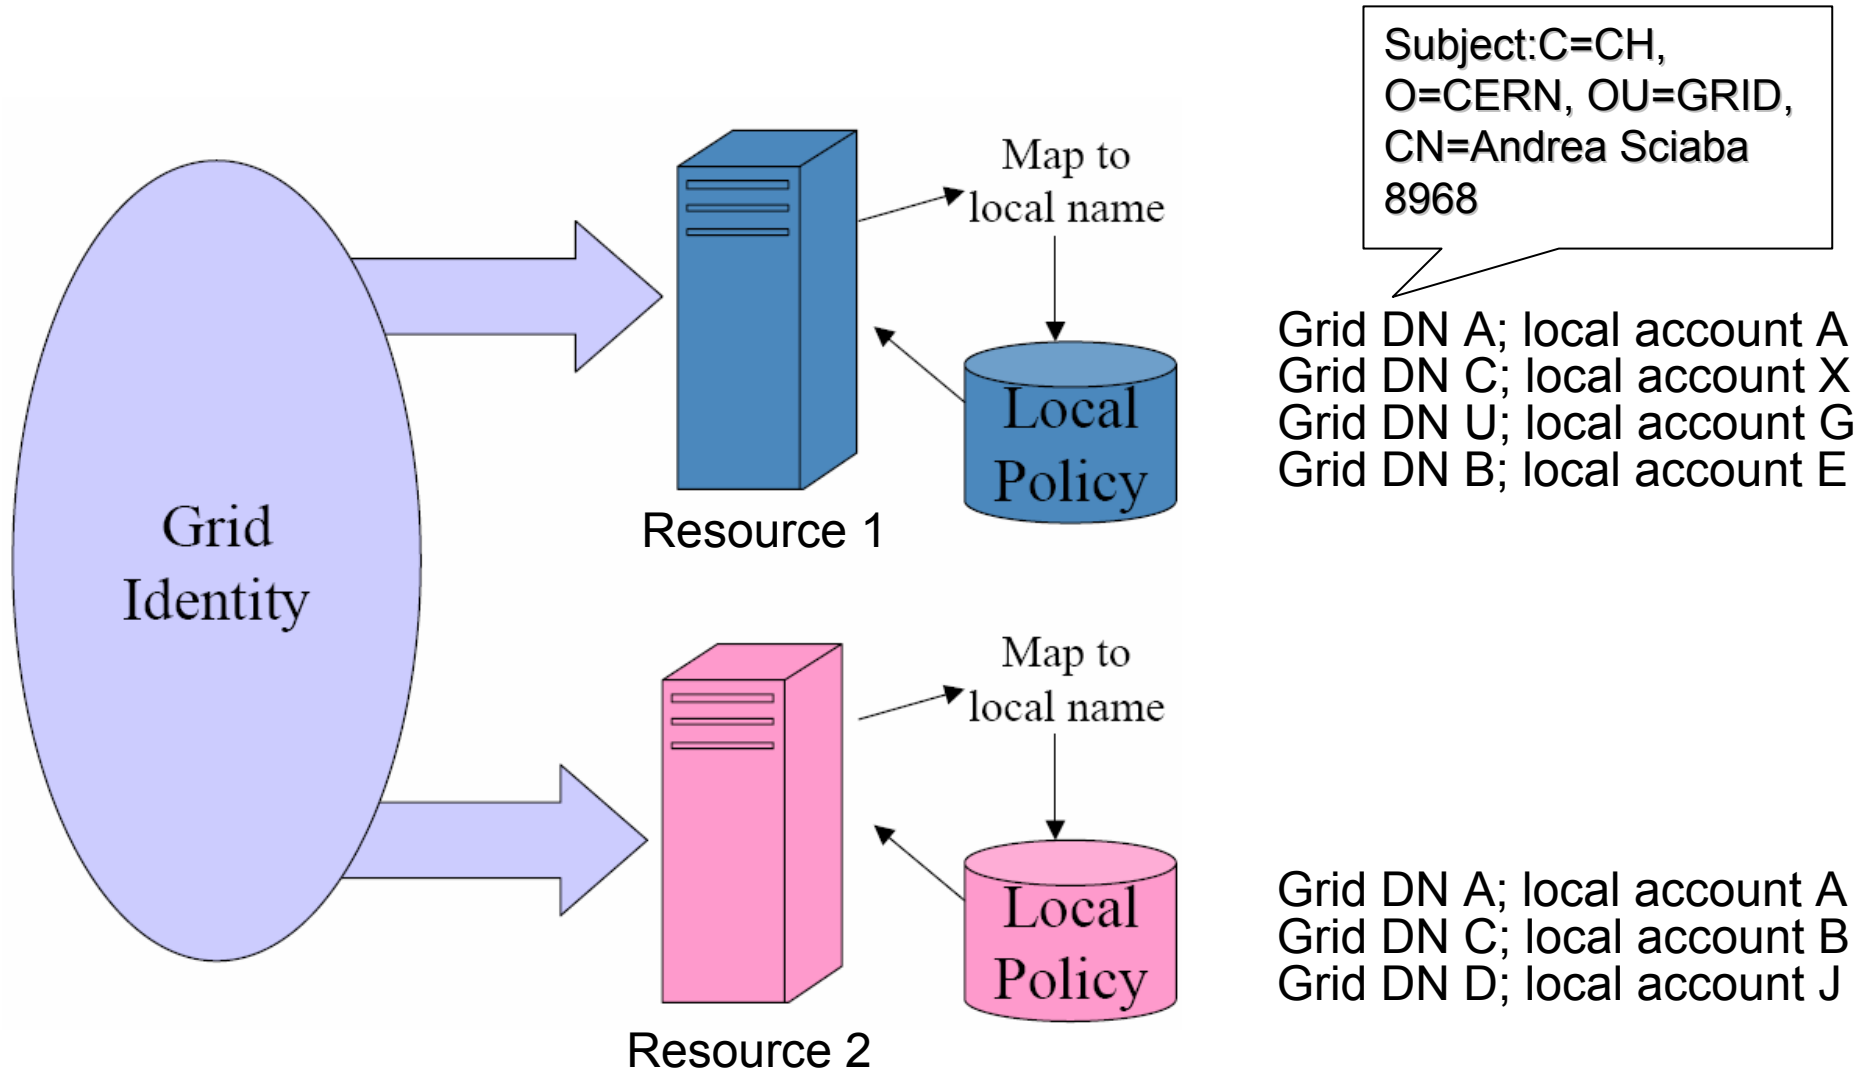 Subject:C=CH,
O=CERN, OU=GRID,
CN=Andrea Sciaba
8968
Map to
local name
Grid DN A; local account A
Grid DN C; local account X
Grid DN U; local account G
Grid DN B; local account E
Local
Policy
Resource 1
Grid
Identity
Map to
local name
Local
Policy
Grid DN A; local account A
Grid DN C; local account B
Grid DN D; local account J
Resource 2